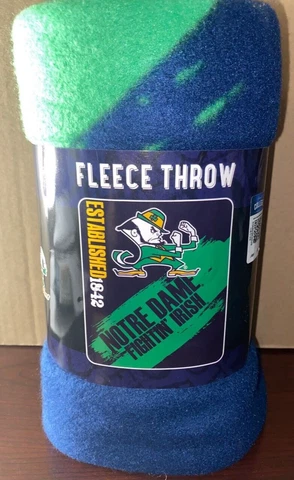 FLEECE THROW
ESTABLISHED 1842
NOTRE DAME
FIGHTIN' IRISH